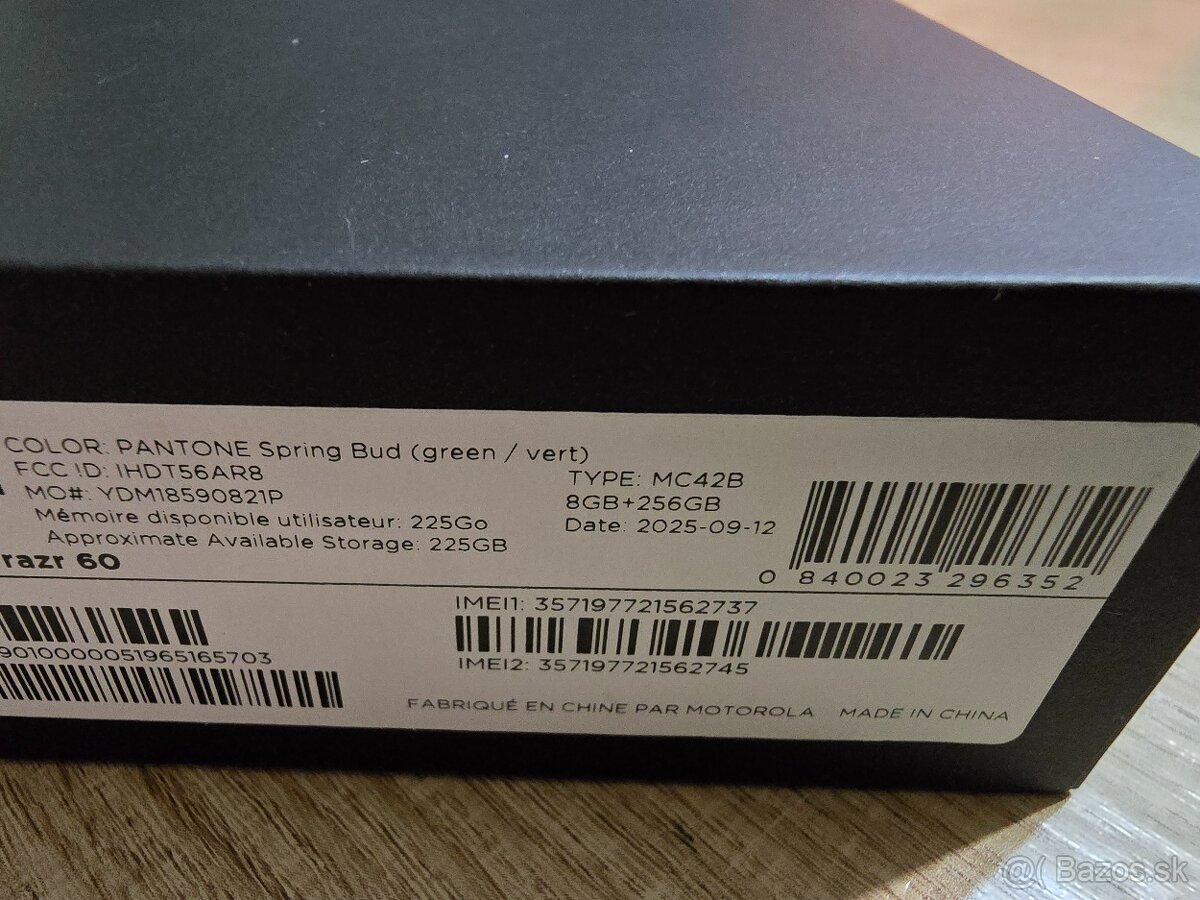 COLOR: PANTONE Spring Bud (green / vert)
FCC ID: IHDT56AR8
MO#: YDM18590821P
Mémoire disponible utilisateur: 225Go
Approximate Available Storage: 225GB
razr 60
TYPE: MC42B
8GB+256GB
Date: 2025-09-12
0 840023 296352
IMEI1: 357197721562737
IMEI2: 357197721562745
9010000051965165703
FABRIQUÉ EN CHINE PAR MOTOROLA MADE IN CHINA
@( Bazos.sk